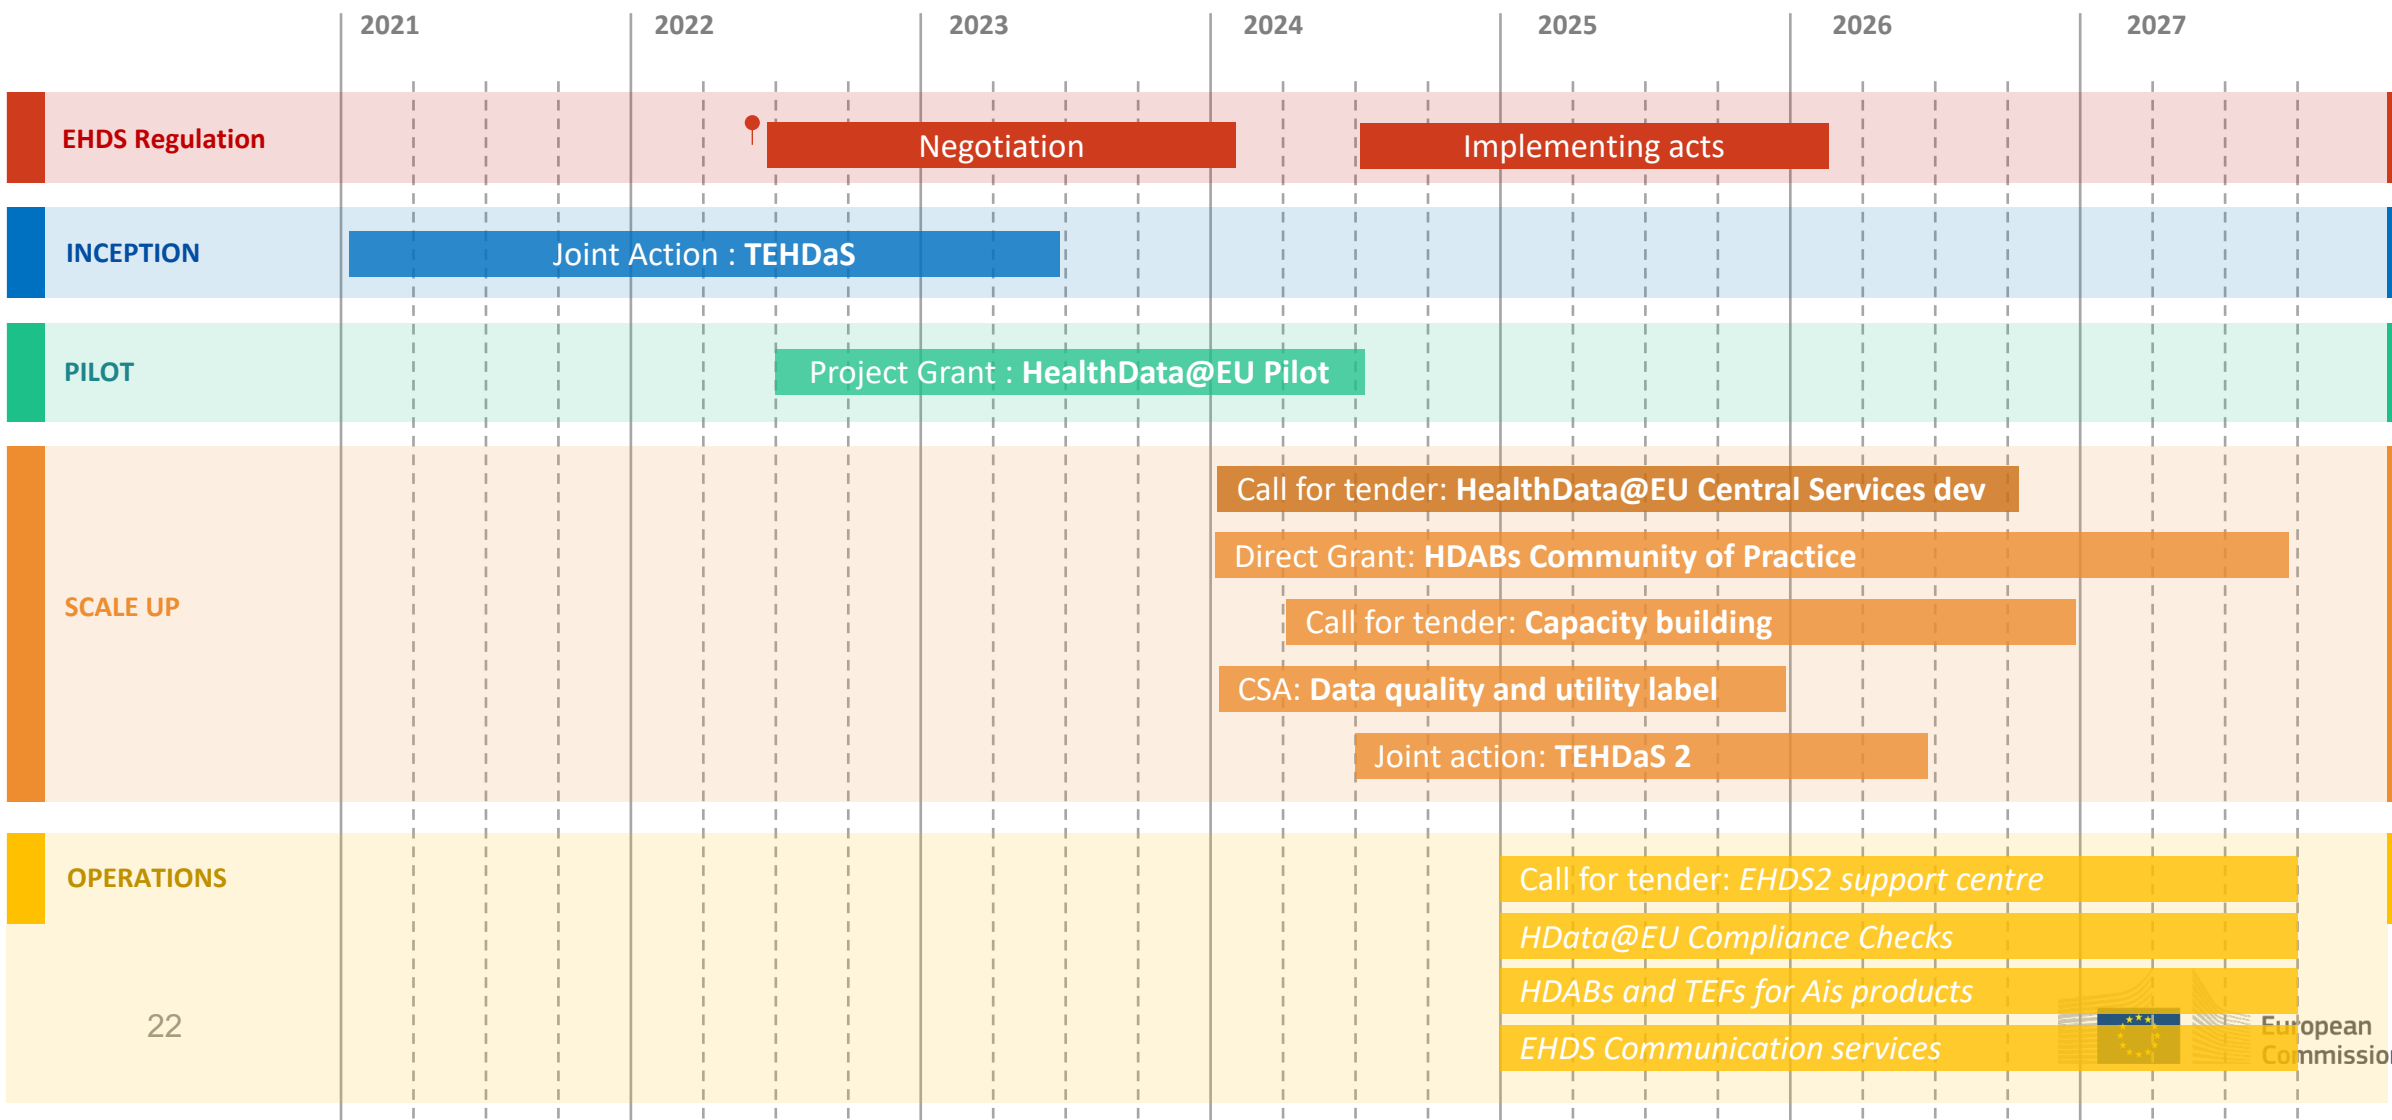 2021 2022 2023 2024 2025 2026 2027
EHDS Regulation
Negotiation
Implementing acts
INCEPTION
Joint Action : TEHDaS
PILOT
Project Grant : HealthData@EU Pilot
SCALE UP
Call for tender: HealthData@EU Central Services dev
Direct Grant: HDABs Community of Practice
Call for tender: Capacity building
CSA: Data quality and utility label
Joint action: TEHDaS 2
OPERATIONS
Call for tender: EHDS2 support centre
HData@EU Compliance Checks
HDABs and TEFs for Ais products
EHDS Communication services
22
European
Commission